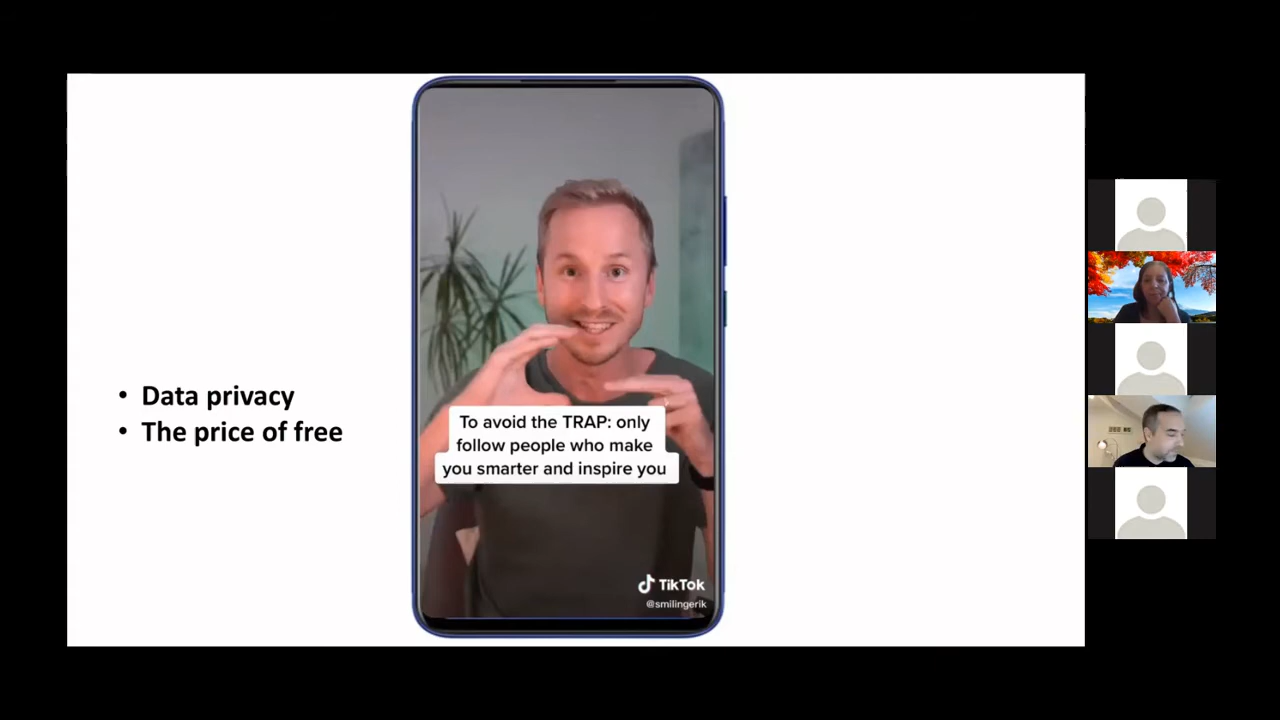 • Data privacy
• The price of free
To avoid the TRAP: only
follow people who make
you smarter and inspire you
TikTok
@smilingerik